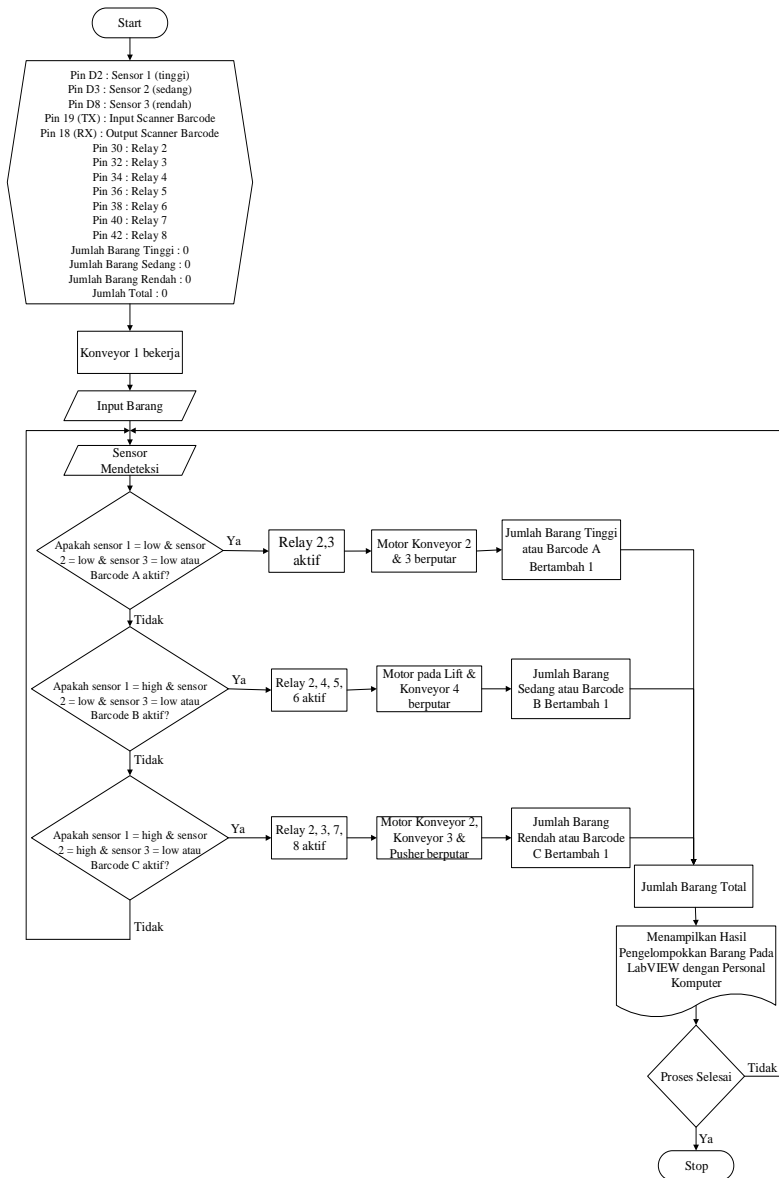 Start
Pin D2 : Sensor 1 (tinggi)
Pin D3 : Sensor 2 (sedang)
Pin D8 : Sensor 3 (rendah)
Pin 19 (TX) : Input Scanner Barcode
Pin 18 (RX) : Output Scanner Barcode
Pin 30 : Relay 2
Pin 32 : Relay 3
Pin 34 : Relay 4
Pin 36 : Relay 5
Pin 38 : Relay 6
Pin 40 : Relay 7
Pin 42 : Relay 8
Jumlah Barang Tinggi : 0
Jumlah Barang Sedang : 0
Jumlah Barang Rendah : 0
Jumlah Total : 0
Konveyor 1 bekerja
Input Barang
Sensor
Mendeteksi
Apakah sensor 1 = low & sensor
2 = low & sensor 3 = low atau
Barcode A aktif?
Ya
Relay 2,3
aktif
Motor Konveyor 2
& 3 berputar
Jumlah Barang Tinggi
atau Barcode A
Bertambah 1
Tidak
Apakah sensor 1 = high & sensor
2 = low & sensor 3 = low atau
Barcode B aktif?
Ya
Relay 2, 4, 5,
6 aktif
Motor pada Lift &
Konveyor 4
berputar
Jumlah Barang
Sedang atau Barcode
B Bertambah 1
Tidak
Apakah sensor 1 = high & sensor
2 = high & sensor 3 = low atau
Barcode C aktif?
Ya
Relay 2, 3, 7,
8 aktif
Motor Konveyor 2,
Konveyor 3 &
Pusher berputar
Jumlah Barang
Rendah atau Barcode
C Bertambah 1
Tidak
Jumlah Barang Total
Menampilkan Hasil
Pengelompokkan Barang Pada
LabVIEW dengan Personal
Komputer
Proses Selesai
Tidak
Ya
Stop